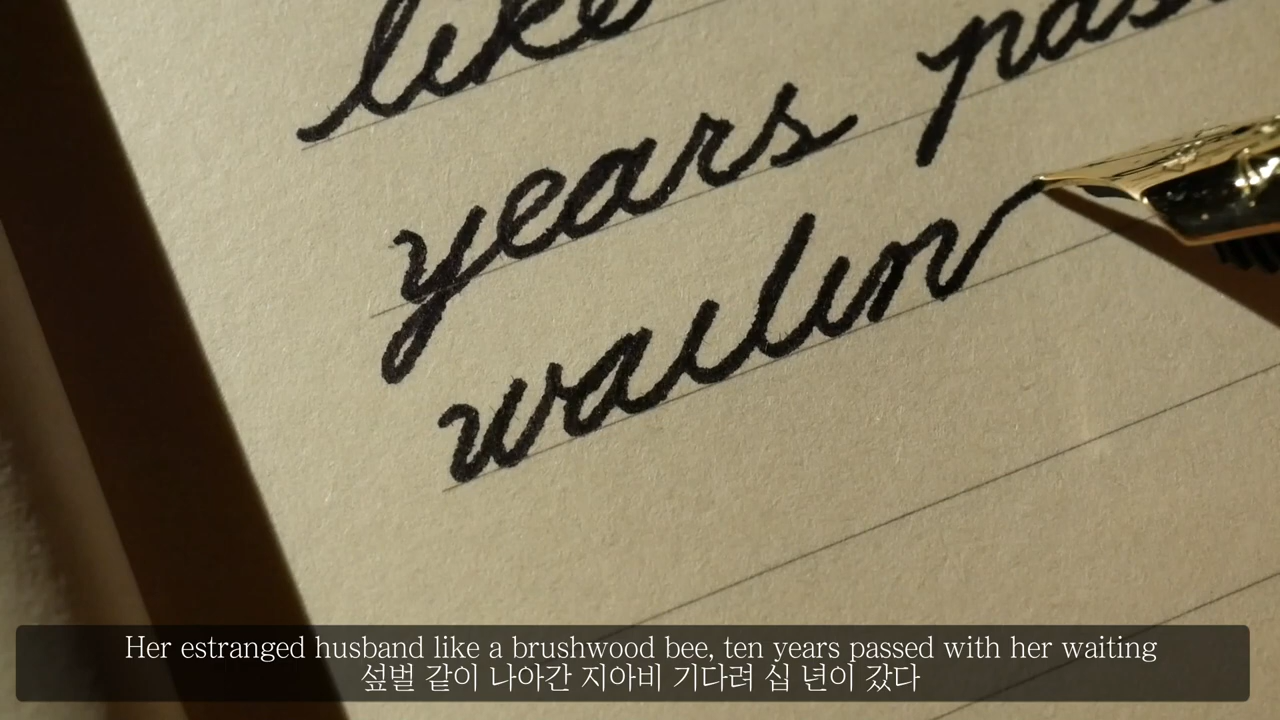 like
years pas
waitin
Her estranged husband like a brushwood bee, ten years passed with her waiting
섶벌 같이 나아간 지아비 기다려 십 년이 갔다